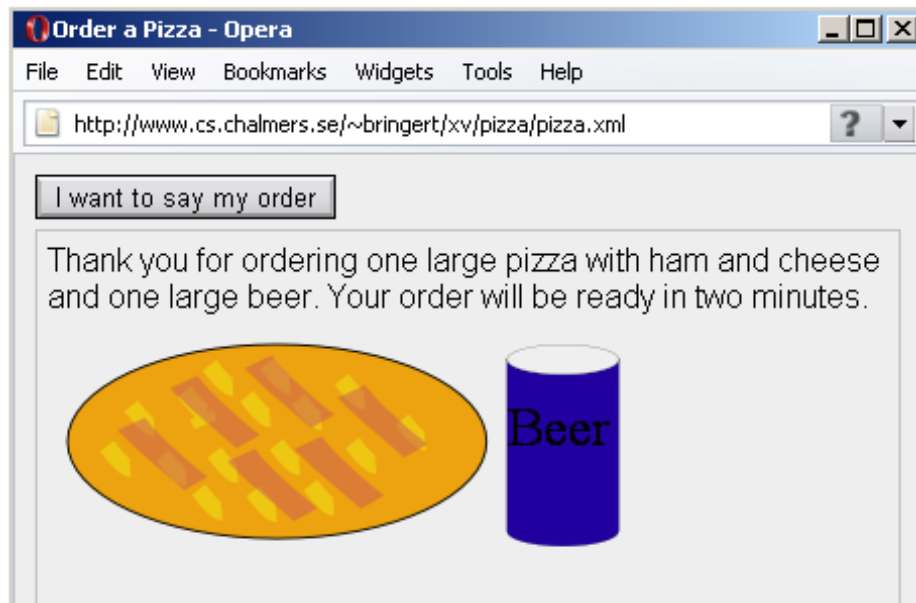 Order a Pizza - Opera
File Edit View Bookmarks Widgets Tools Help
http://www.cs.chalmers.se/~bringert/xv/pizza/pizza.xml
?
I want to say my order
Thank you for ordering one large pizza with ham and cheese
and one large beer. Your order will be ready in two minutes.
Beer